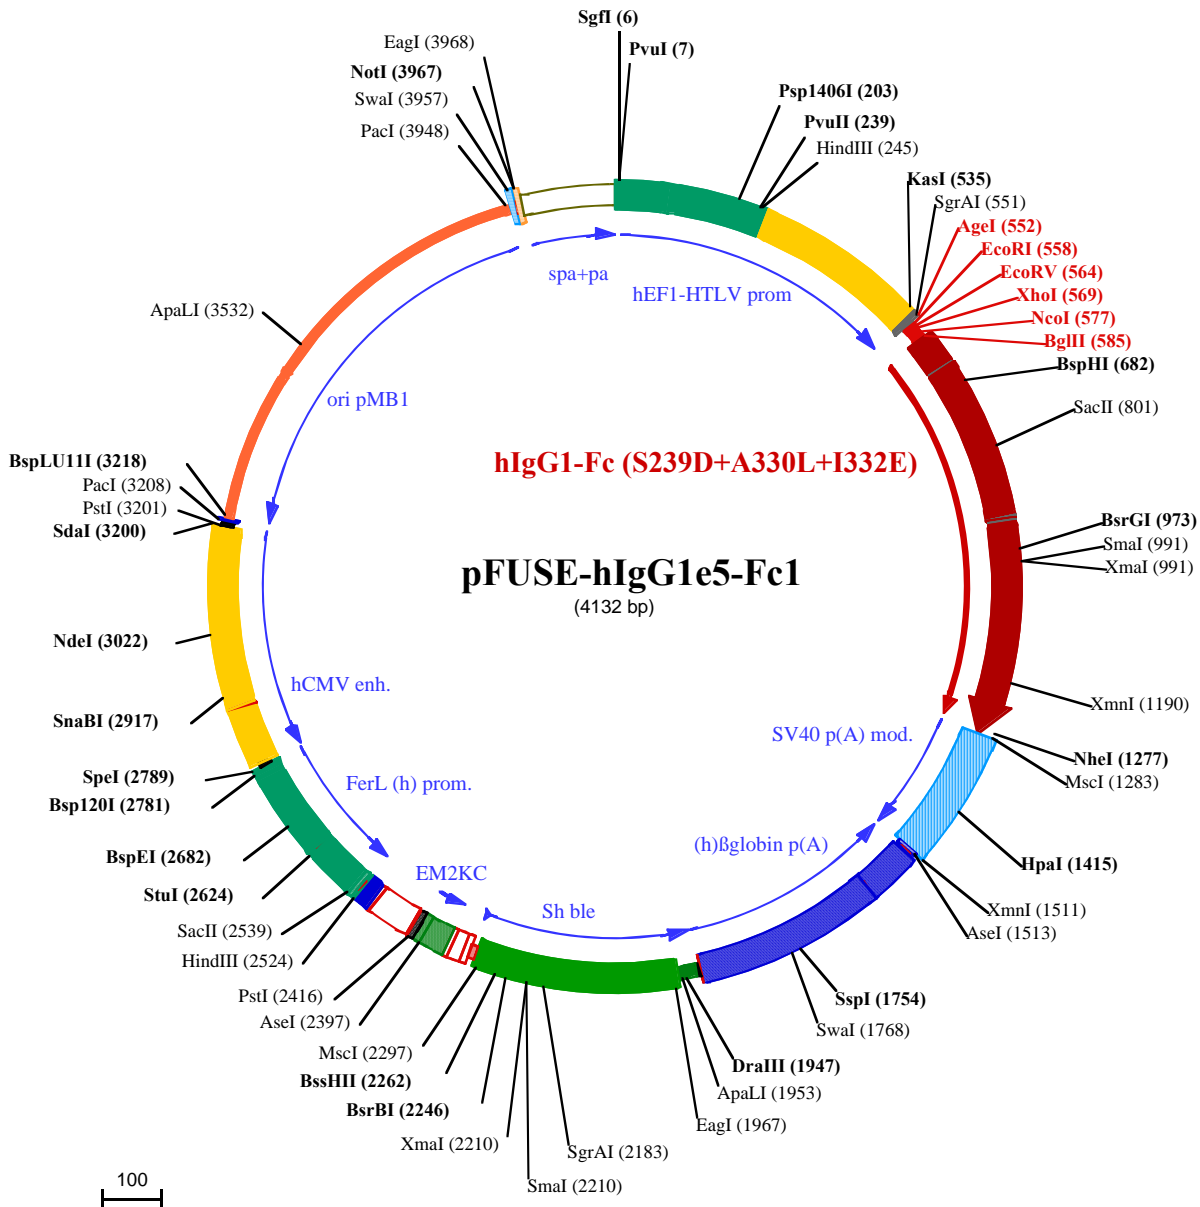 SgfI (6)
PvuI (7)
EagI (3968)
NotI (3967)
SwaI (3957)
PacI (3948)
Psp1406I (203)
PvuII (239)
HindIII (245)
KasI (535)
SgrAI (551)
AgeI (552)
EcoRI (558)
EcoRV (564)
XhoI (569)
NcoI (577)
BglII (585)
BspHI (682)
SacII (801)
BsrGI (973)
SmaI (991)
XmaI (991)
XmnI (1190)
NheI (1277)
MscI (1283)
HpaI (1415)
XmnI (1511)
AseI (1513)
SspI (1754)
SwaI (1768)
DraIII (1947)
ApaLI (1953)
EagI (1967)
SgrAI (2183)
SmaI (2210)
XmaI (2210)
BsrBI (2246)
BssHII (2262)
MscI (2297)
AseI (2397)
PstI (2416)
HindIII (2524)
SacII (2539)
StuI (2624)
BspEI (2682)
Bsp120I (2781)
SpeI (2789)
SnaBI (2917)
NdeI (3022)
SdaI (3200)
PstI (3201)
PacI (3208)
BspLU11I (3218)
ApaLI (3532)
spa+pa
hEF1-HTLV prom
ori pMB1
hIgG1-Fc (S239D+A330L+I332E)
pFUSE-hIgG1e5-Fc1
(4132 bp)
hCMV enh.
SV40 p(A) mod.
FerL (h) prom.
(h)ßglobin p(A)
EM2KC
Sh ble
100